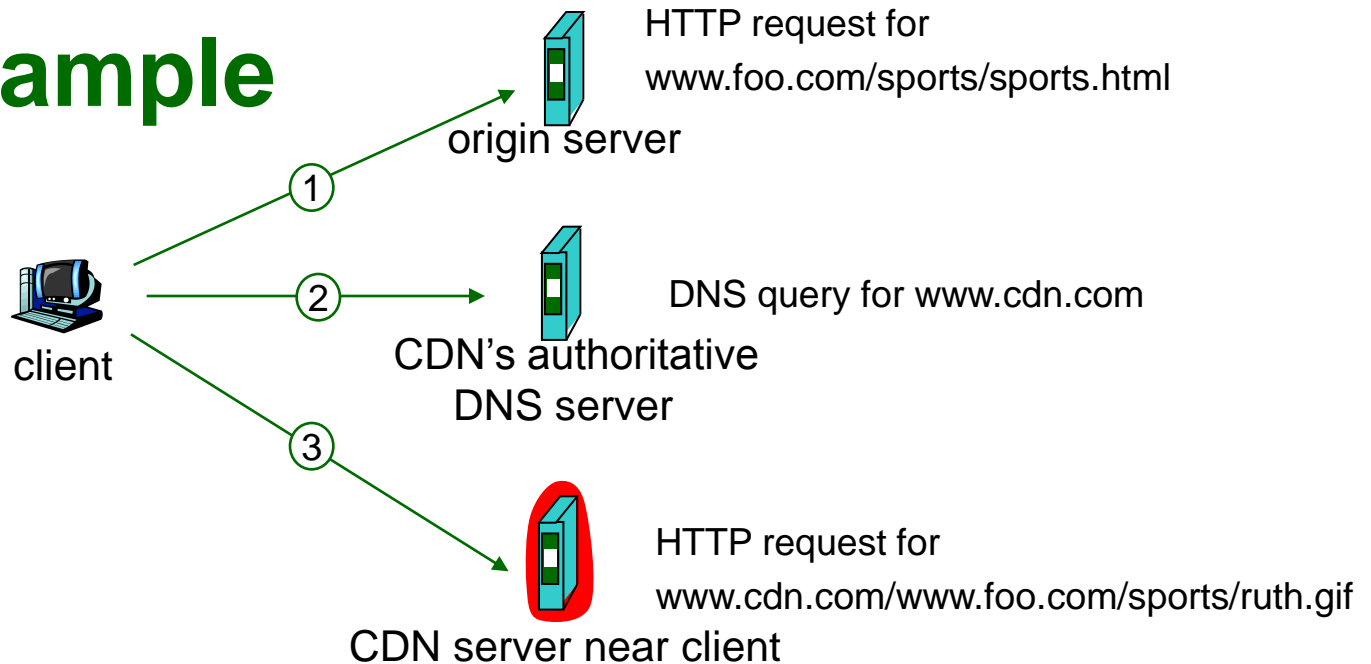 ample
HTTP request for
www.foo.com/sports/sports.html
origin server
1
client
2
DNS query for www.cdn.com
CDN’s authoritative
DNS server
3
HTTP request for
www.cdn.com/www.foo.com/sports/ruth.gif
CDN server near client